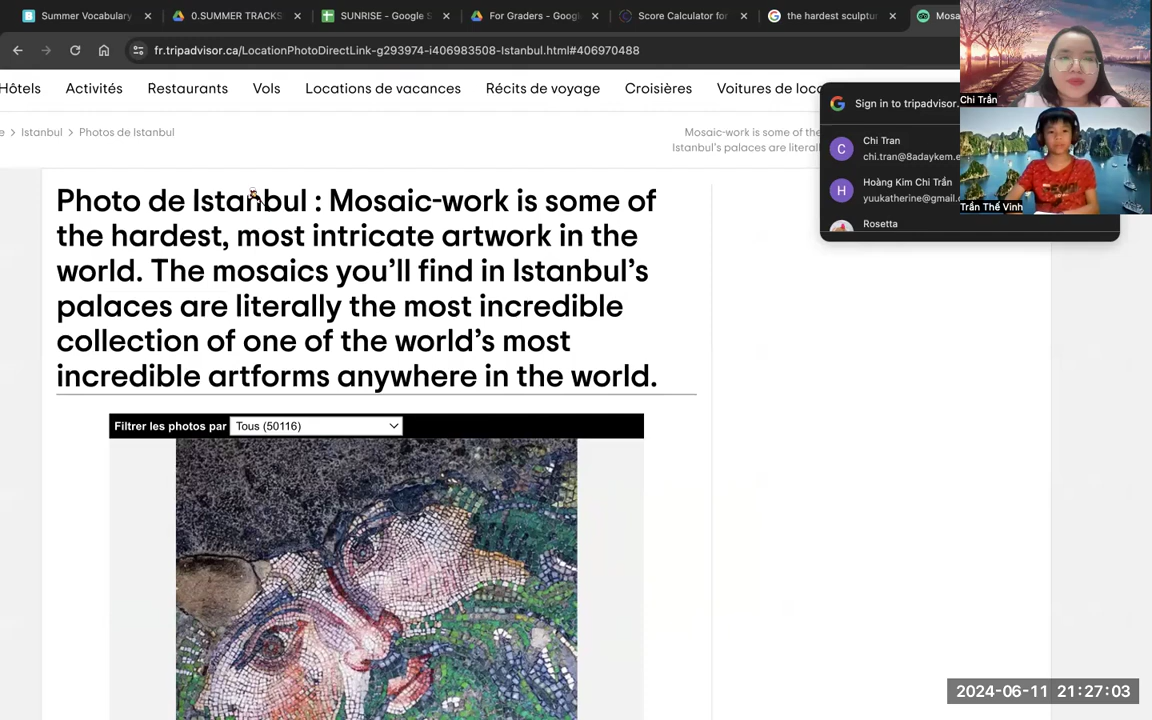 Summer Vocabulary
0.SUMMER TRACKS
SUNRISE - Google S
For Graders - Googl
Score Calculator for
the hardest sculptur
Mosa
fr.tripadvisor.ca/LocationPhotoDirectLink-g293974-i406983508-Istanbul.html#406970488
Hôtels Activités Restaurants Vols Locations de vacances Récits de voyage Croisières Voitures de loc
Sign in to tripadvisor.
Chi Tran
chi.tran@8adaykem.e
Hoàng Kim Chi Trần
yuukatherine@gmail.
Rosetta
Chi Trần
Trần Thế Vinh
e > Istanbul > Photos de Istanbul
Mosaic-work is some of the
Istanbul's palaces are literall
Photo de Istanbul : Mosaic-work is some of
the hardest, most intricate artwork in the
world. The mosaics you'll find in Istanbul's
palaces are literally the most incredible
collection of one of the world's most
incredible artforms anywhere in the world.
Filtrer les photos par Tous (50116)
2024-06-11 21:27:03